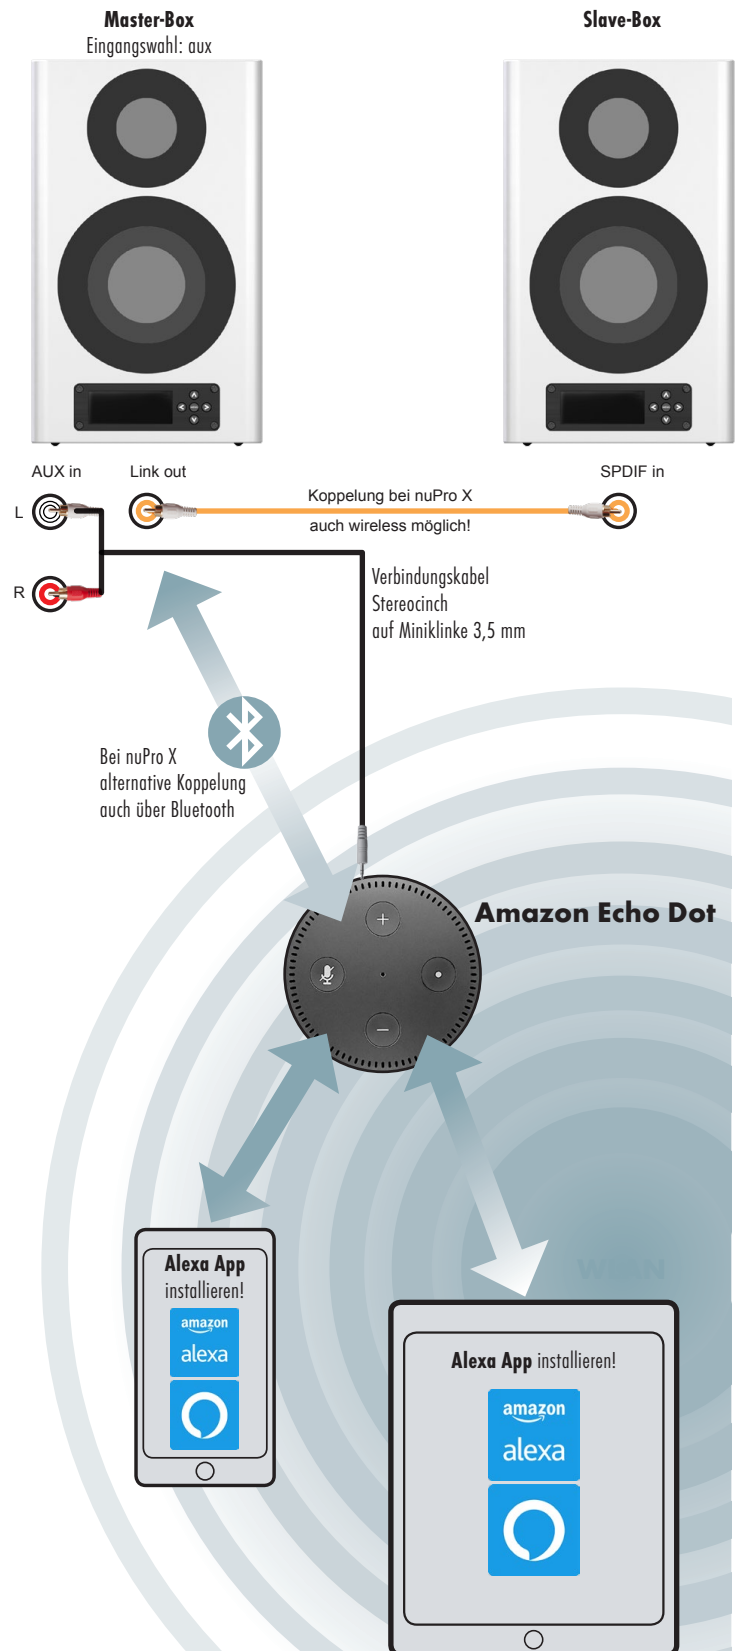 Master-Box
Eingangswahl: aux
Slave-Box
AUX in
Link out
SPDIF in
L
Koppelung bei nuPro X
auch wireless möglich!
R
Verbindungskabel
Stereocinch
auf Miniklinke 3,5 mm
Bei nuPro X
alternative Koppelung
auch über Bluetooth
Amazon Echo Dot
WLAN
Alexa App
installieren!
amazon
alexa
Alexa App installieren!
amazon
alexa